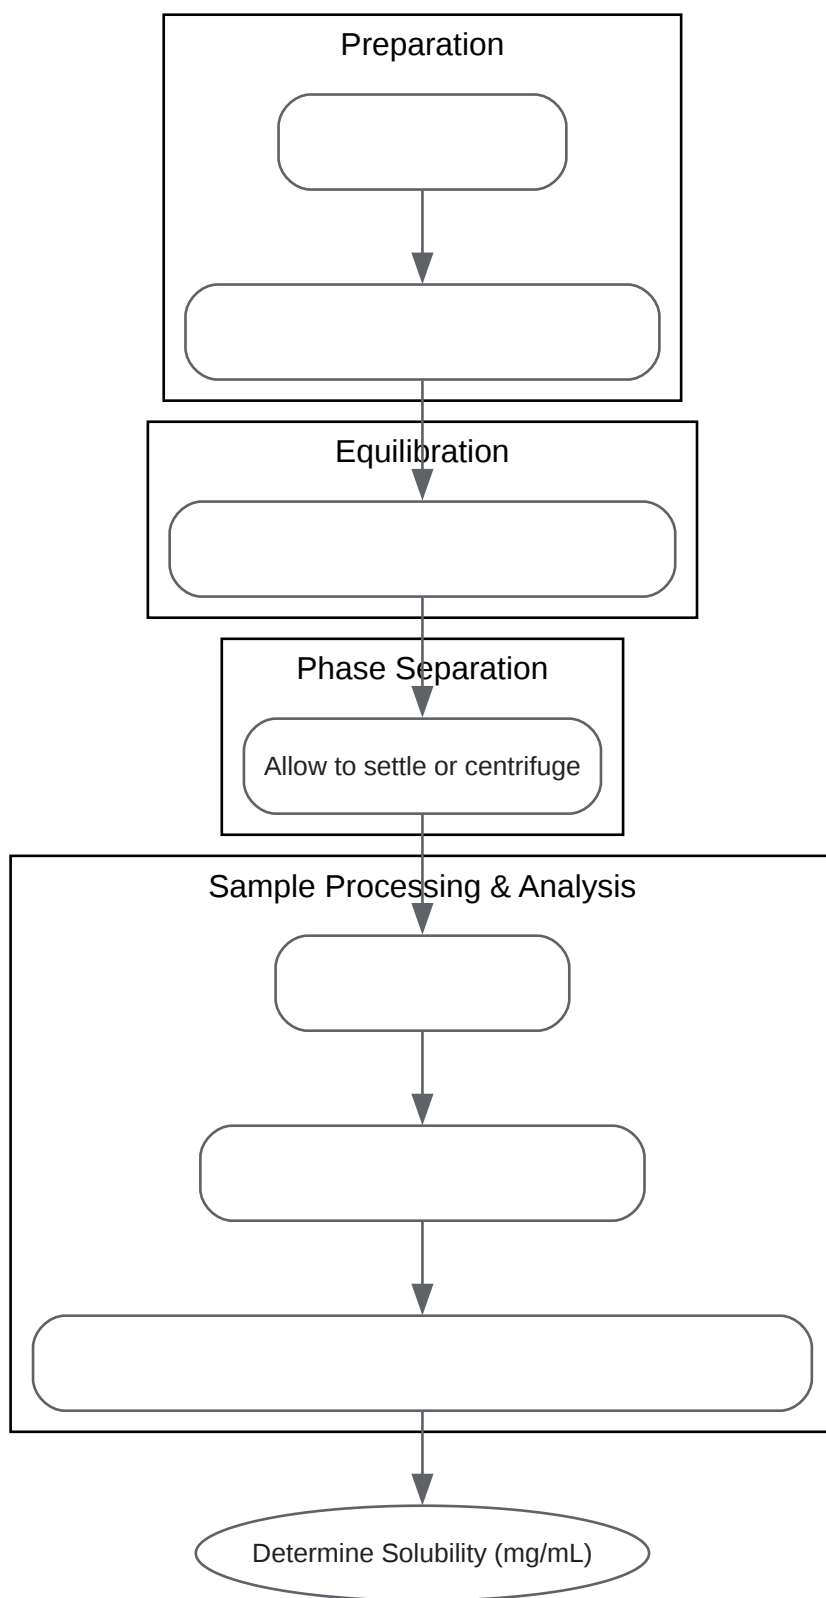 Preparation
Equilibration
Phase Separation
Allow to settle or centrifuge
Sample Processing & Analysis
Determine Solubility (mg/mL)